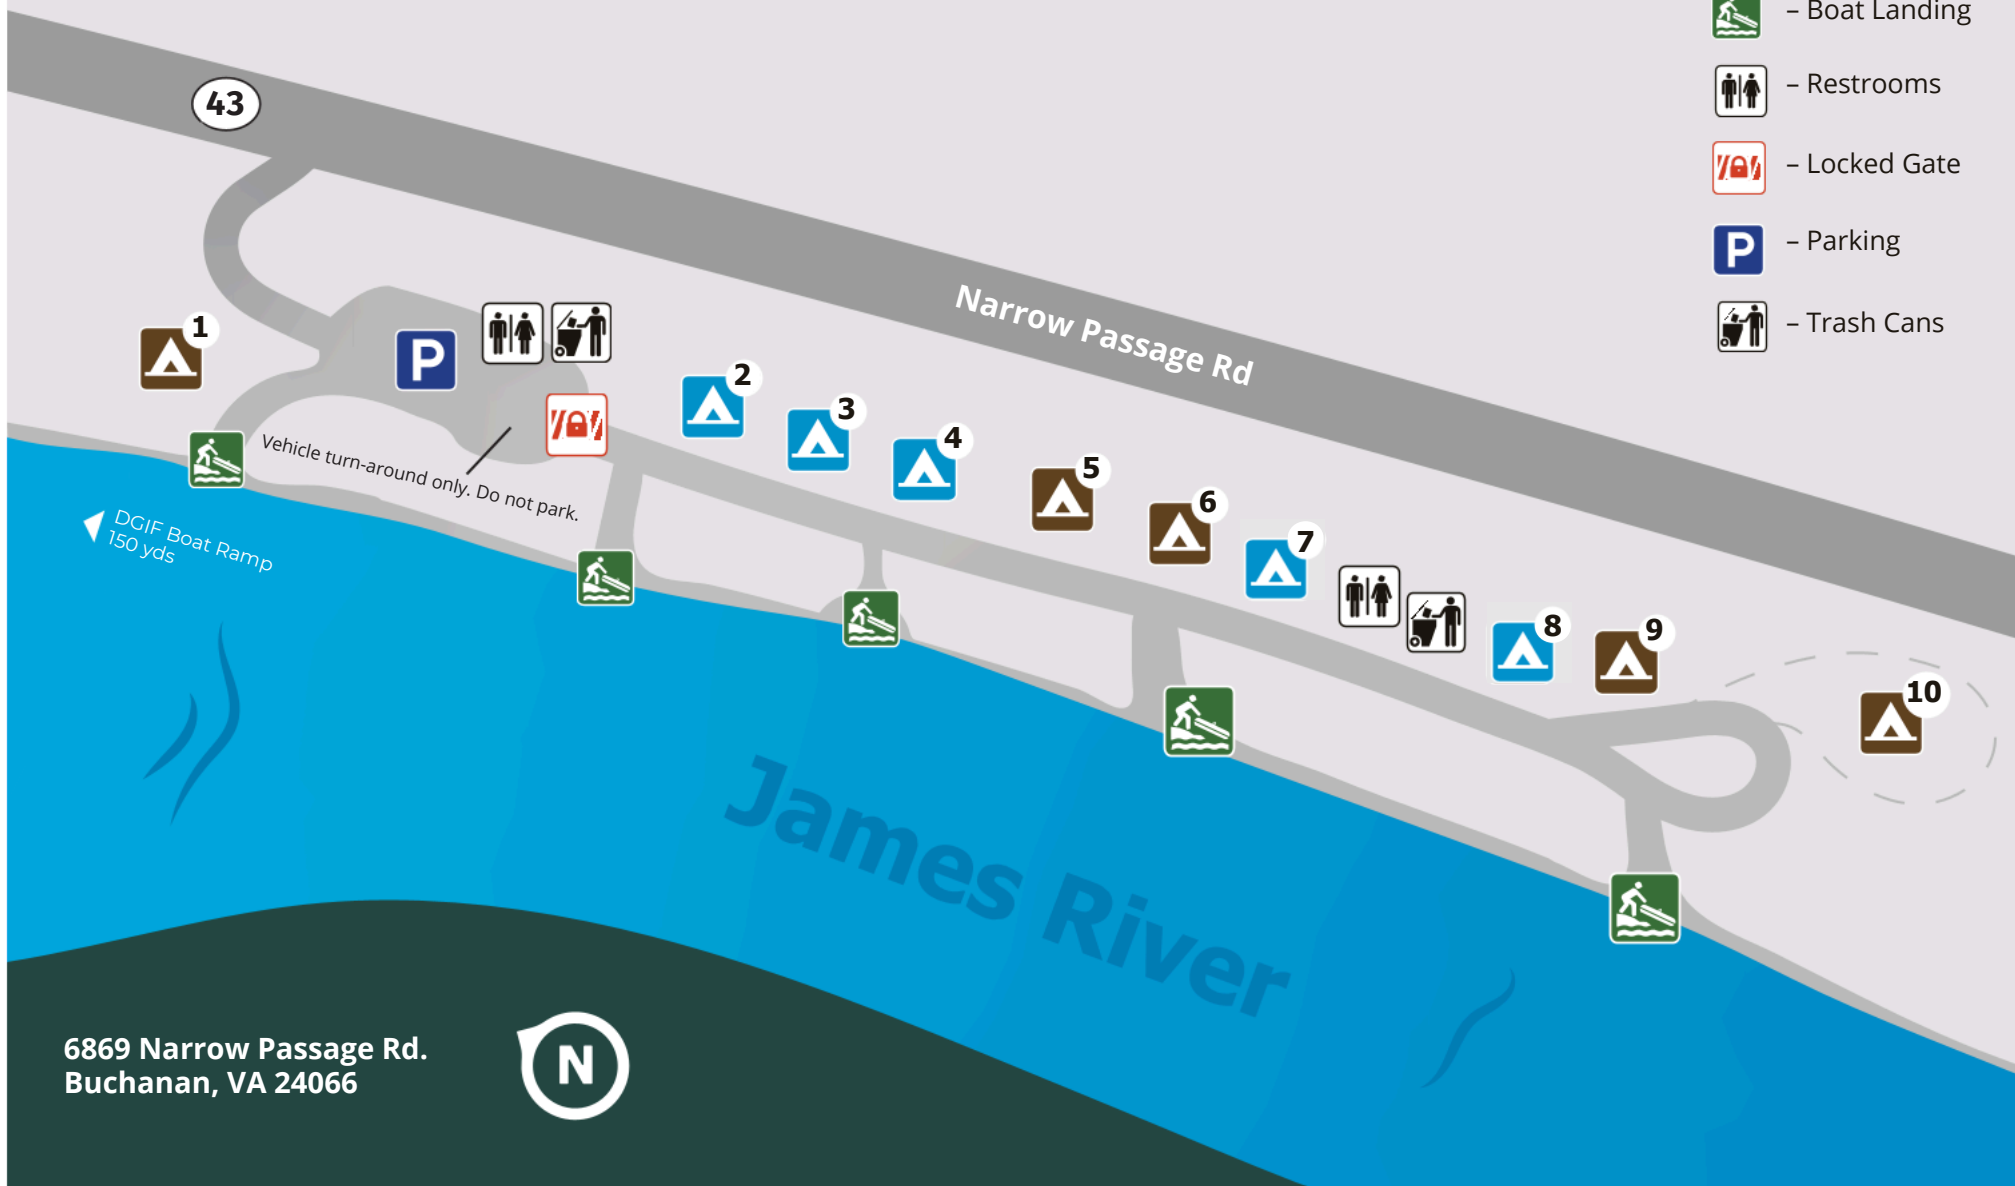 – Boat Landing
– Restrooms
– Locked Gate
P – Parking
– Trash Cans
43
Narrow Passage Rd
1
P
2
3
4
5
6
7
8
9
10
Vehicle turn-around only. Do not park.
DGIF Boat Ramp
150 yds
James River
6869 Narrow Passage Rd.
Buchanan, VA 24066
N